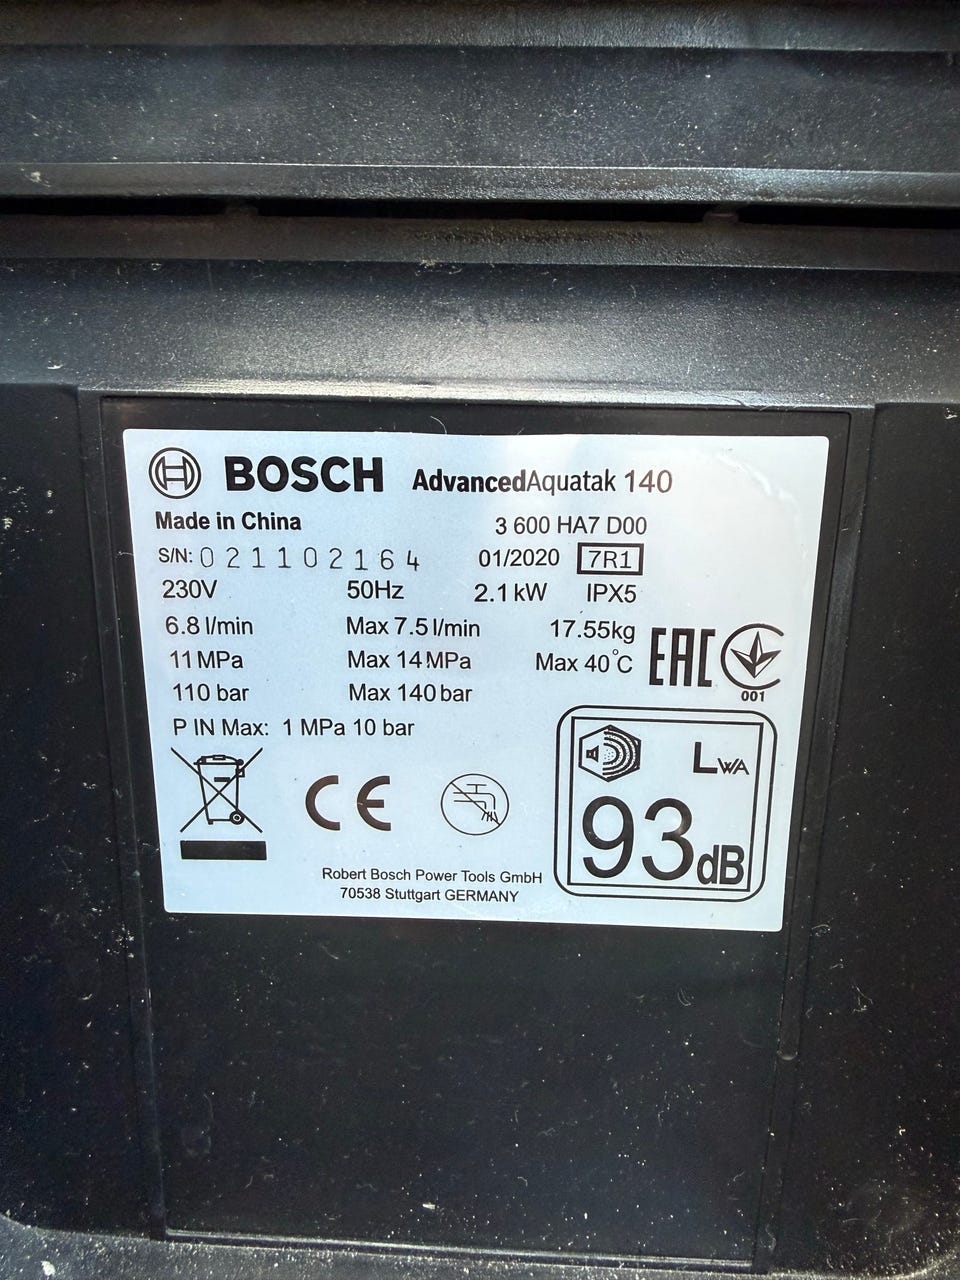 BOSCH AdvancedAquatak 140
Made in China 3 600 HA7 D00
S/N: 021102164 01/2020 7R1
230V 50Hz 2.1 kW IPX5
6.8 l/min Max 7.5 l/min 17.55kg
11 MPa Max 14 MPa Max 40°C
110 bar Max 140 bar
EAC
001
P IN Max: 1 MPa 10 bar
CE
LWA
93dB
Robert Bosch Power Tools GmbH
70538 Stuttgart GERMANY